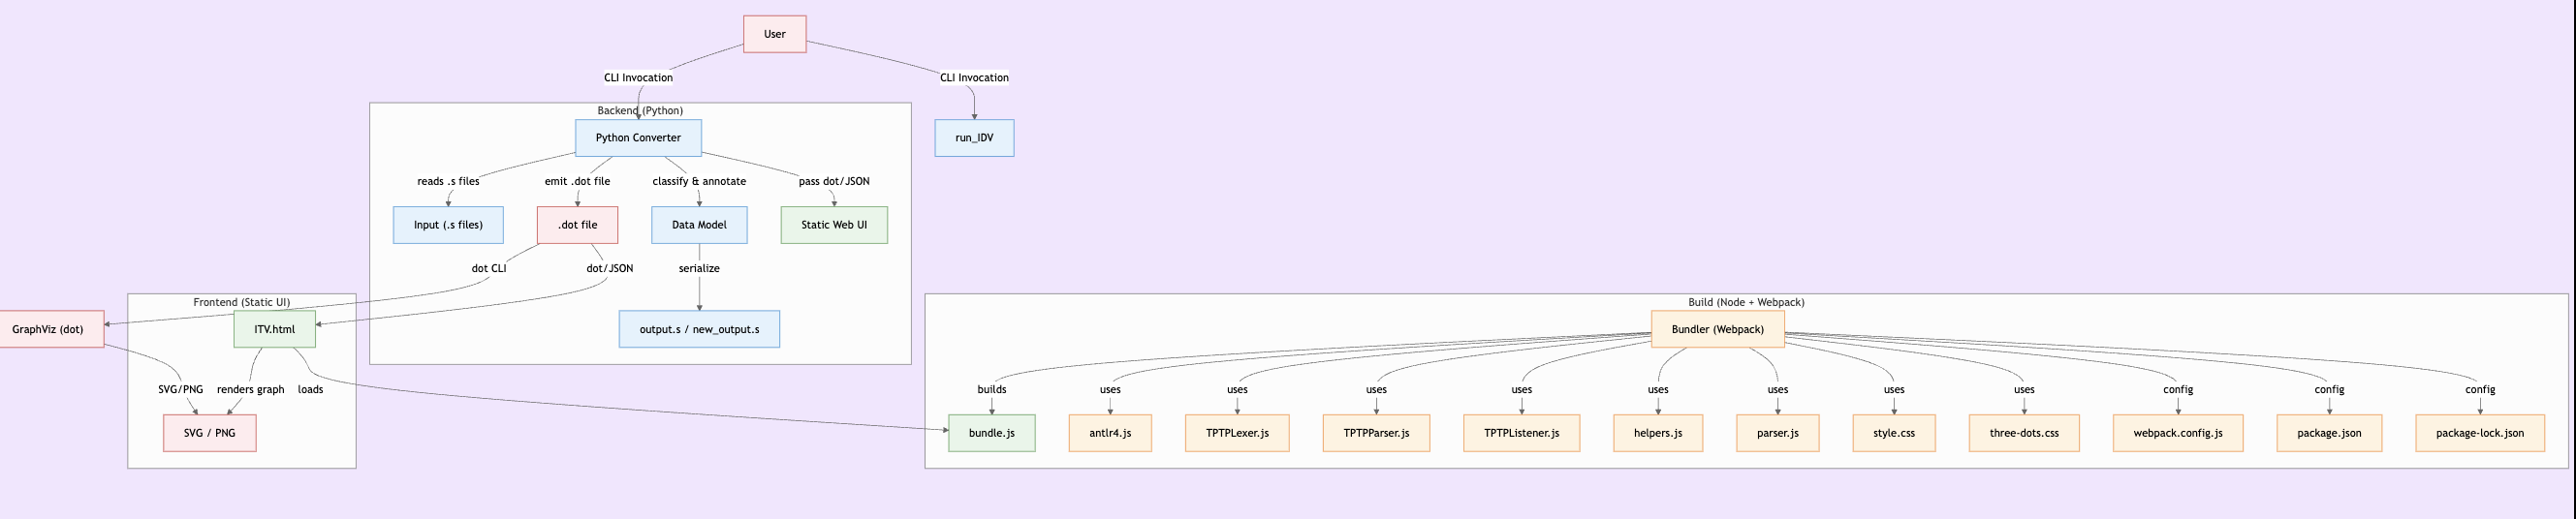 User
CLI Invocation
CLI Invocation
Backend (Python)
Python Converter
run_IDV
reads .s files
emit .dot file
classify & annotate
pass dot/JSON
Input (.s files)
.dot file
Data Model
Static Web UI
dot CLI
dot/JSON
serialize
Frontend (Static UI)
Build (Node + Webpack)
GraphViz (dot)
ITV.html
output.s / new_output.s
Bundler (Webpack)
SVG/PNG
renders graph
loads
builds
uses
uses
uses
uses
uses
uses
uses
uses
config
config
config
SVG / PNG
bundle.js
antlr4.js
TPTPLexer.js
TPTPParser.js
TPTPListener.js
helpers.js
parser.js
style.css
three-dots.css
webpack.config.js
package.json
package-lock.json